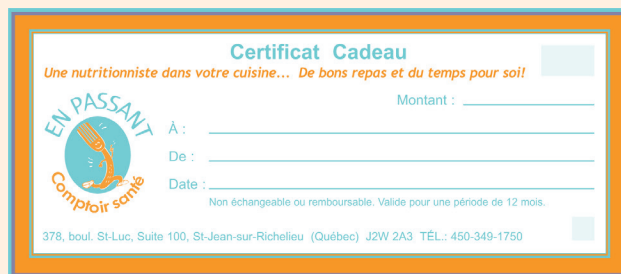 Certificat Cadeau
Une nutritionniste dans votre cuisine... De bons repas et du temps pour soi!
EN PASSANT
Comptoir santé
Montant :
À :
De :
Date :
Non échangeable ou remboursable. Valide pour une période de 12 mois.
378, boul. St-Luc, Suite 100, St-Jean-sur-Richelieu (Québec) J2W 2A3 TÉL.: 450-349-1750